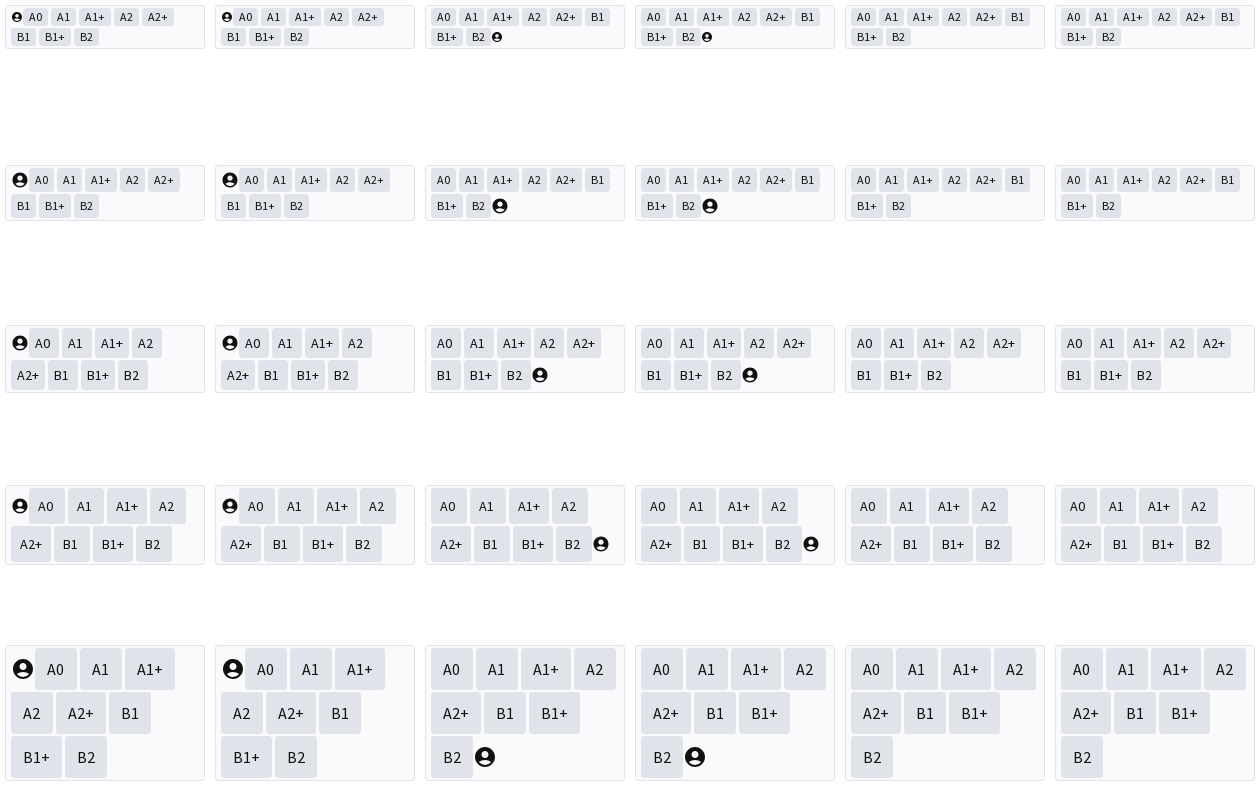 A0 A1 A1+ A2 A2+
B1 B1+ B2
A0 A1 A1+ A2 A2+
B1 B1+ B2
A0 A1 A1+ A2 A2+ B1
B1+ B2
A0 A1 A1+ A2 A2+ B1
B1+ B2
A0 A1 A1+ A2 A2+ B1
B1+ B2
A0 A1 A1+ A2 A2+ B1
B1+ B2
A0 A1 A1+ A2 A2+
B1 B1+ B2
A0 A1 A1+ A2 A2+
B1 B1+ B2
A0 A1 A1+ A2 A2+ B1
B1+ B2
A0 A1 A1+ A2 A2+ B1
B1+ B2
A0 A1 A1+ A2 A2+ B1
B1+ B2
A0 A1 A1+ A2 A2+ B1
B1+ B2
A0 A1 A1+ A2
A2+ B1 B1+ B2
A0 A1 A1+ A2
A2+ B1 B1+ B2
A0 A1 A1+ A2 A2+
B1 B1+ B2
A0 A1 A1+ A2 A2+
B1 B1+ B2
A0 A1 A1+ A2 A2+
B1 B1+ B2
A0 A1 A1+ A2 A2+
B1 B1+ B2
A0 A1 A1+ A2
A2+ B1 B1+ B2
A0 A1 A1+ A2
A2+ B1 B1+ B2
A0 A1 A1+ A2
A2+ B1 B1+ B2
A0 A1 A1+ A2
A2+ B1 B1+ B2
A0 A1 A1+ A2
A2+ B1 B1+ B2
A0 A1 A1+ A2
A2+ B1 B1+ B2
A0 A1 A1+
A2 A2+ B1
B1+ B2
A0 A1 A1+
A2 A2+ B1
B1+ B2
A0 A1 A1+ A2
A2+ B1 B1+
B2
A0 A1 A1+ A2
A2+ B1 B1+
B2
A0 A1 A1+ A2
A2+ B1 B1+
B2
A0 A1 A1+ A2
A2+ B1 B1+
B2